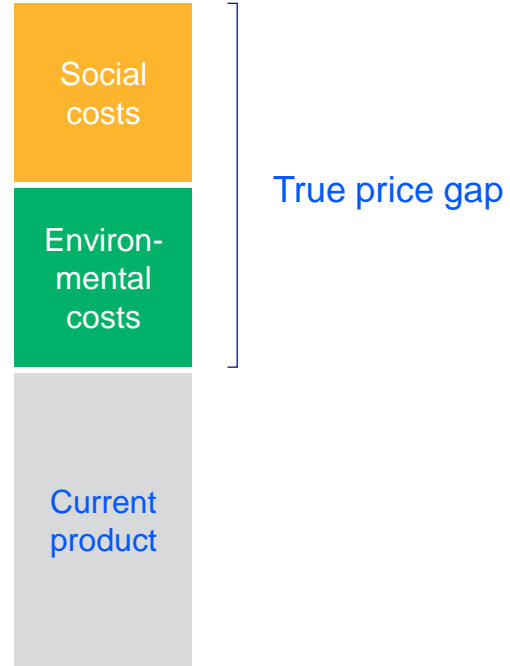 Social
costs
True price gap
Environ-
mental
costs
Current
product